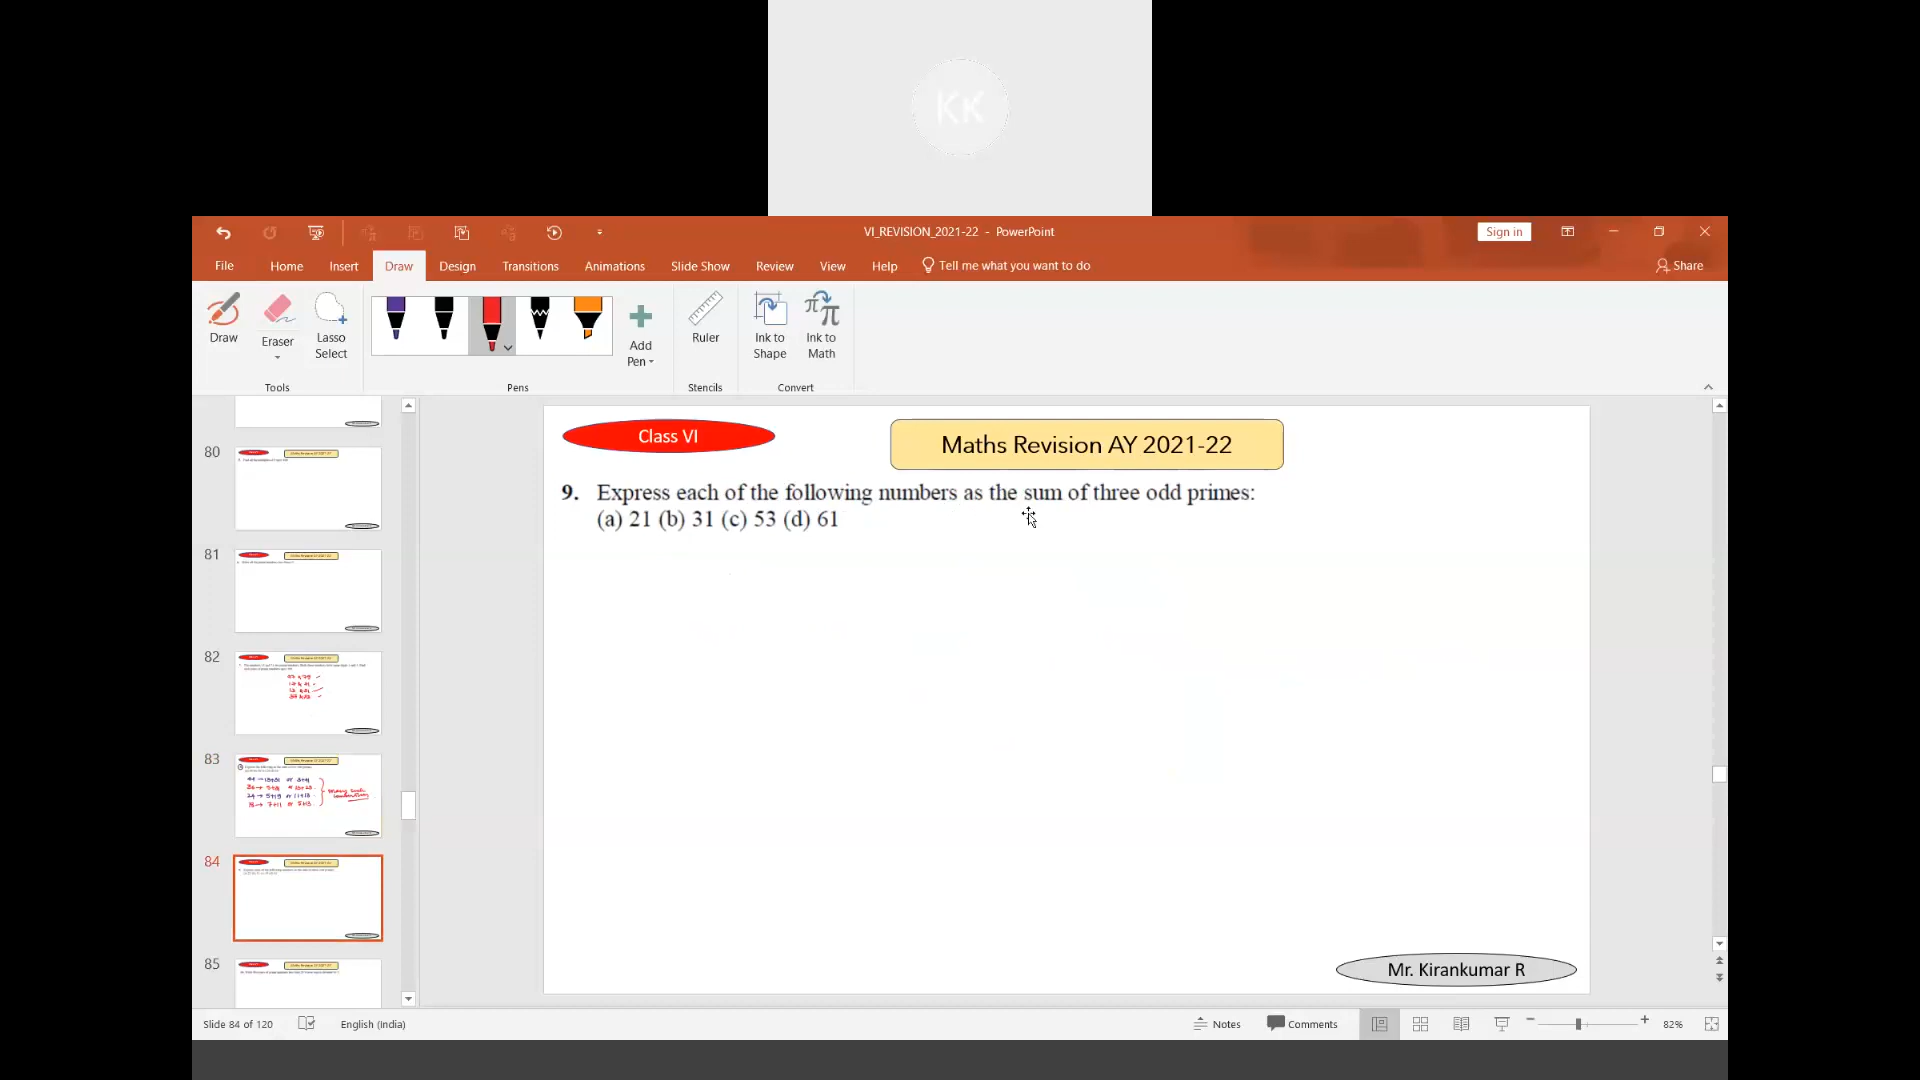 KK
VI_REVISION_2021-22 - PowerPoint
Sign in
File Home Insert Draw Design Transitions Animations Slide Show Review View Help Tell me what you want to do Share
Draw
Eraser
Lasso
Select
Add
Pen
Ruler
Ink to
Shape
Ink to
Math
Tools
Pens
Stencils
Convert
80
81
82
83
84
85
Class VI
Maths Revision AY 2021-22
9. Express each of the following numbers as the sum of three odd primes:
(a) 21 (b) 31 (c) 53 (d) 61
Mr. Kirankumar R
Slide 84 of 120 English (India) Notes Comments 82%